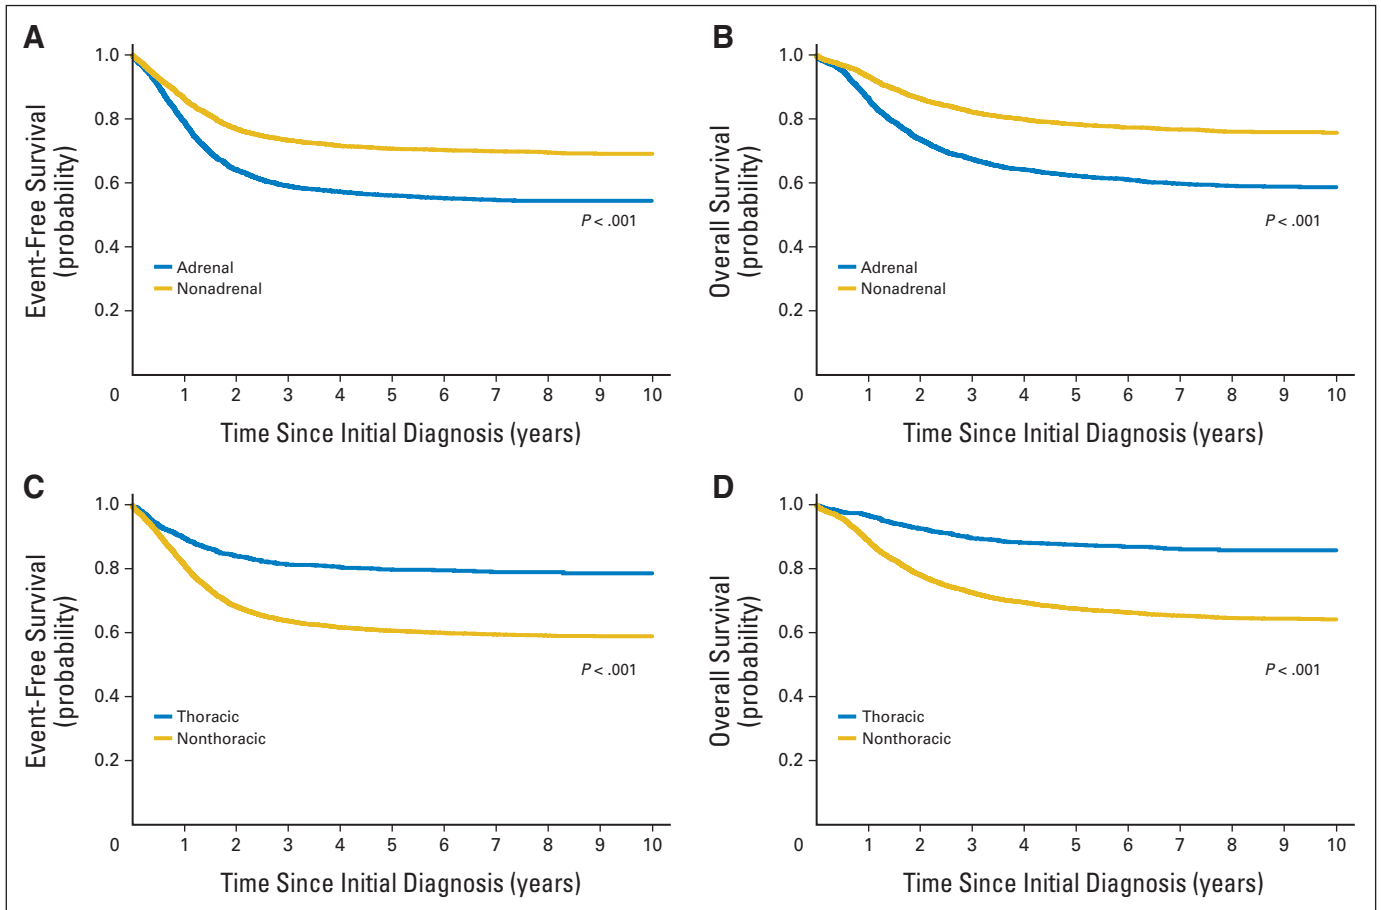 A
Event-Free Survival
(probability)
1.0
0.8
0.6
0.4
0.2
0
P < .001
Adrenal
Nonadrenal
1 2 3 4 5 6 7 8 9 10
Time Since Initial Diagnosis (years)
B
Overall Survival
(probability)
1.0
0.8
0.6
0.4
0.2
0
P < .001
Adrenal
Nonadrenal
1 2 3 4 5 6 7 8 9 10
Time Since Initial Diagnosis (years)
C
Event-Free Survival
(probability)
1.0
0.8
0.6
0.4
0.2
0
P < .001
Thoracic
Nonthoracic
1 2 3 4 5 6 7 8 9 10
Time Since Initial Diagnosis (years)
D
Overall Survival
(probability)
1.0
0.8
0.6
0.4
0.2
0
P < .001
Thoracic
Nonthoracic
1 2 3 4 5 6 7 8 9 10
Time Since Initial Diagnosis (years)